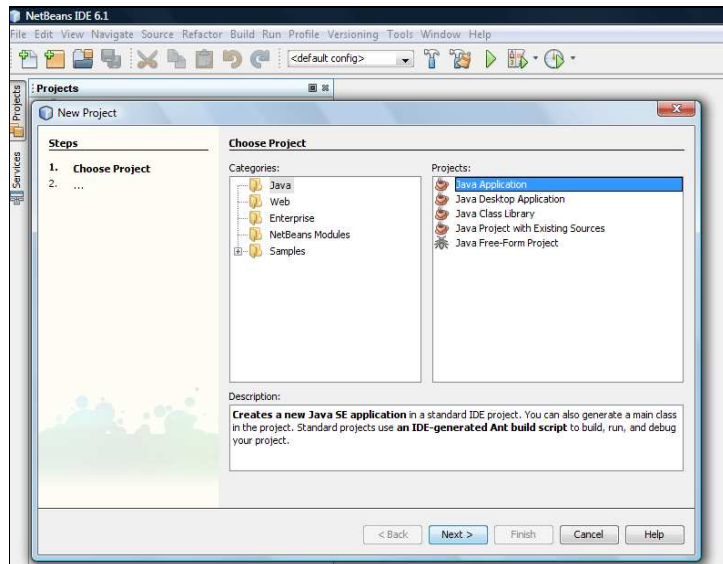 NetBeans IDE 6.1
File Edit View Navigate Source Refactor Build Run Profile Versioning Tools Window Help
<default config>
Projects
Services
Projects
New Project
Steps
1. Choose Project
2. ...
Choose Project
Categories:
Java
Web
Enterprise
NetBeans Modules
Samples
Projects:
Java Application
Java Desktop Application
Java Class Library
Java Project with Existing Sources
Java Free-Form Project
Description:
Creates a new Java SE application in a standard IDE project. You can also generate a main class
in the project. Standard projects use an IDE-generated Ant build script to build, run, and debug
your project.
< Back
Next >
Finish
Cancel
Help